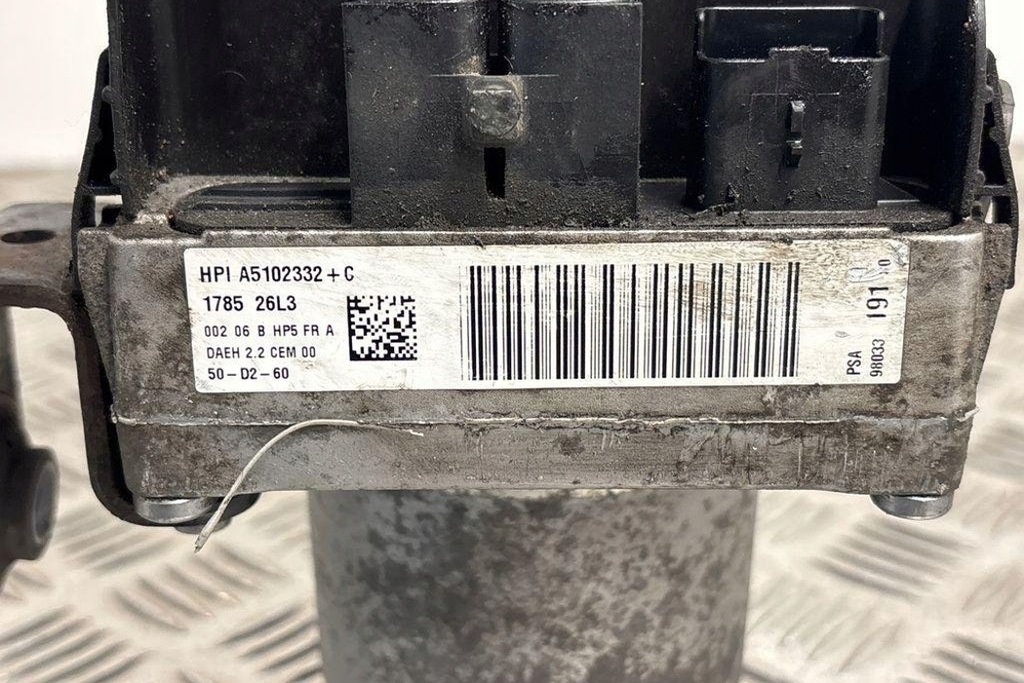 HPI A5102332+C
1785 26L3
002 06 B HP5 FR A
DAEH 2.2 CEM 00
50-D2-60
PSA
98033 191